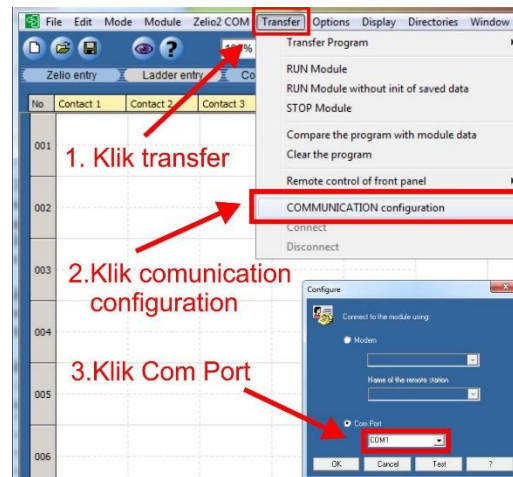 File Edit Mode Module Zelio2 COM Transfer Options Display Directories Window
Zelio entry Ladder entry
No Contact 1 Contact 2 Contact 3
001
002
003
004
005
006
Transfer Program
RUN Module
RUN Module without init of saved data
STOP Module
Compare the program with module data
Clear the program
Remote control of front panel
COMMUNICATION configuration
Connect
Disconnect
1. Klik transfer
2.Klik comunication
configuration
3.Klik Com Port
Configure
Connect to the module using:
Modem
Name of the remote station
Com Port
COM1
OK Cancel Test ?